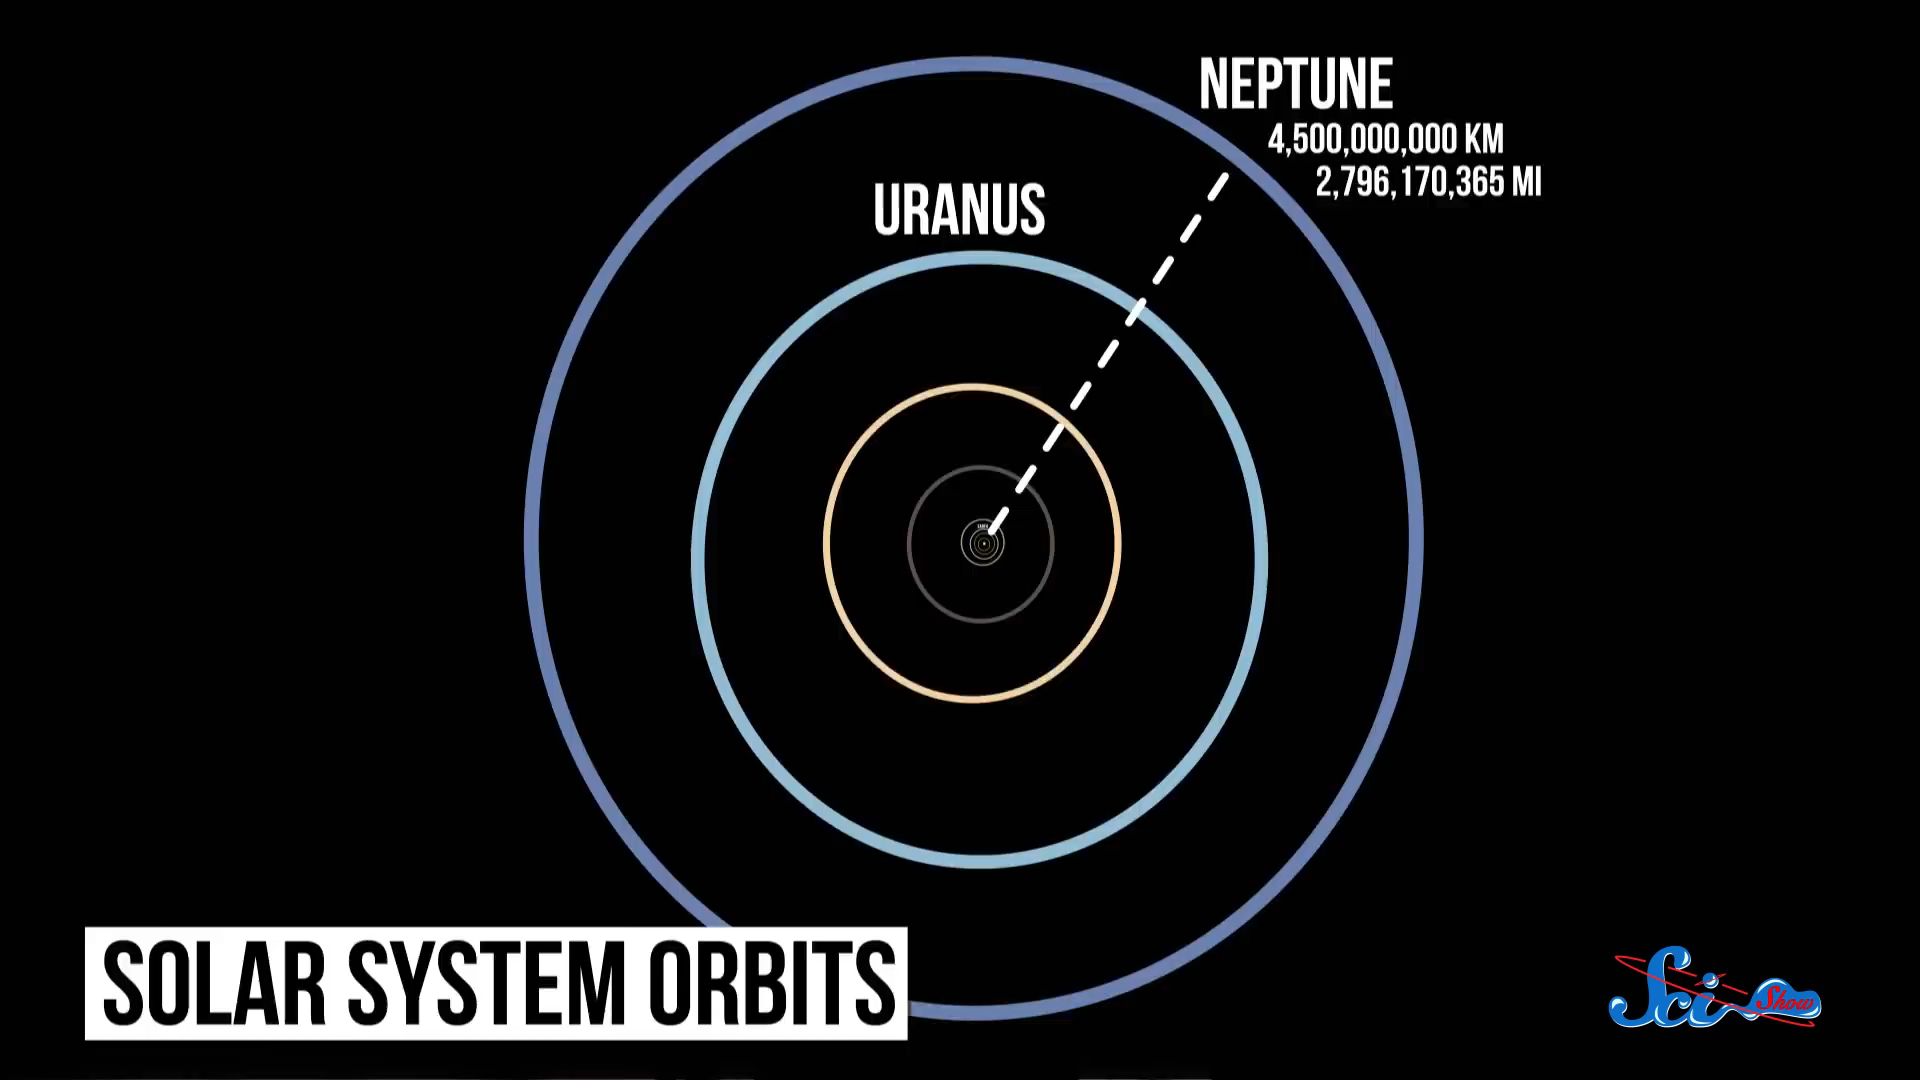 NEPTUNE
4,500,000,000 KM
2,796,170,365 MI
URANUS
SOLAR SYSTEM ORBITS
Sci Show